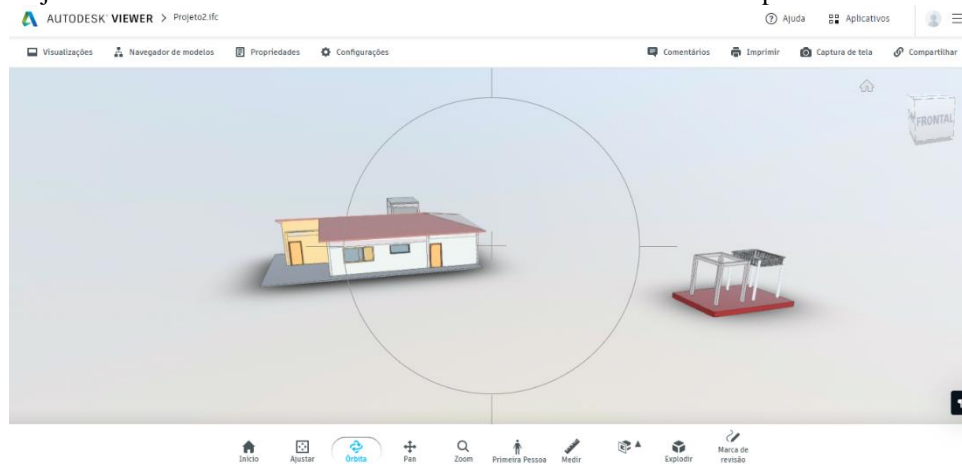 AUTODESK® VIEWER > Projeto2.ifc
Ajuda
Aplicativos
Visualizações
Navegador de modelos
Propriedades
Configurações
Comentários
Imprimir
Captura de tela
Compartilhar
FRONTAL
Início
Ajustar
Órbita
Pan
Zoom
Primeira Pessoa
Medir
Explodir
Marca de
revisão